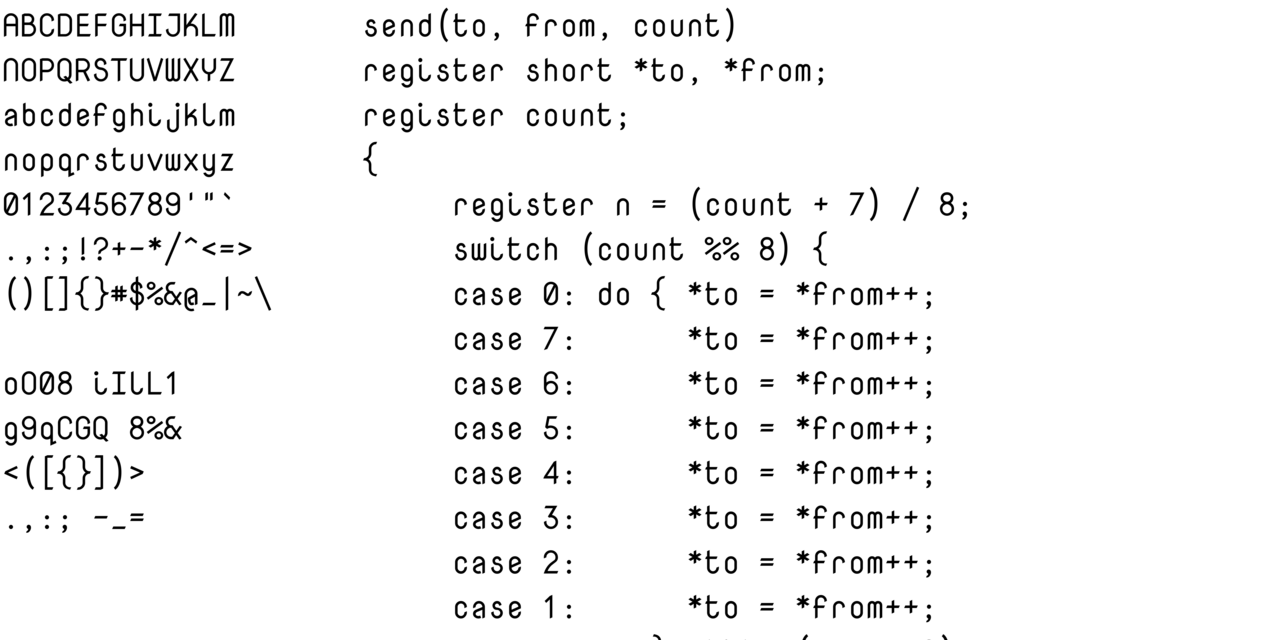 ABCDEFGHIJKLM
NOPQRSTUVWXYZ
abcdefghijklm
nopqrstuvwxyz
0123456789'"`
.,:;!?+-*/^<=>
()[]{}#$%&@_|~\
oO08 iIlL1
g9qCGQ 8%&
<([{}])>
.,:; -_=
send(to, from, count)
register short *to, *from;
register count;
{
    register n = (count + 7) / 8;
    switch (count %% 8) {
    case 0: do { *to = *from++;
    case 7:      *to = *from++;
    case 6:      *to = *from++;
    case 5:      *to = *from++;
    case 4:      *to = *from++;
    case 3:      *to = *from++;
    case 2:      *to = *from++;
    case 1:      *to = *from++;